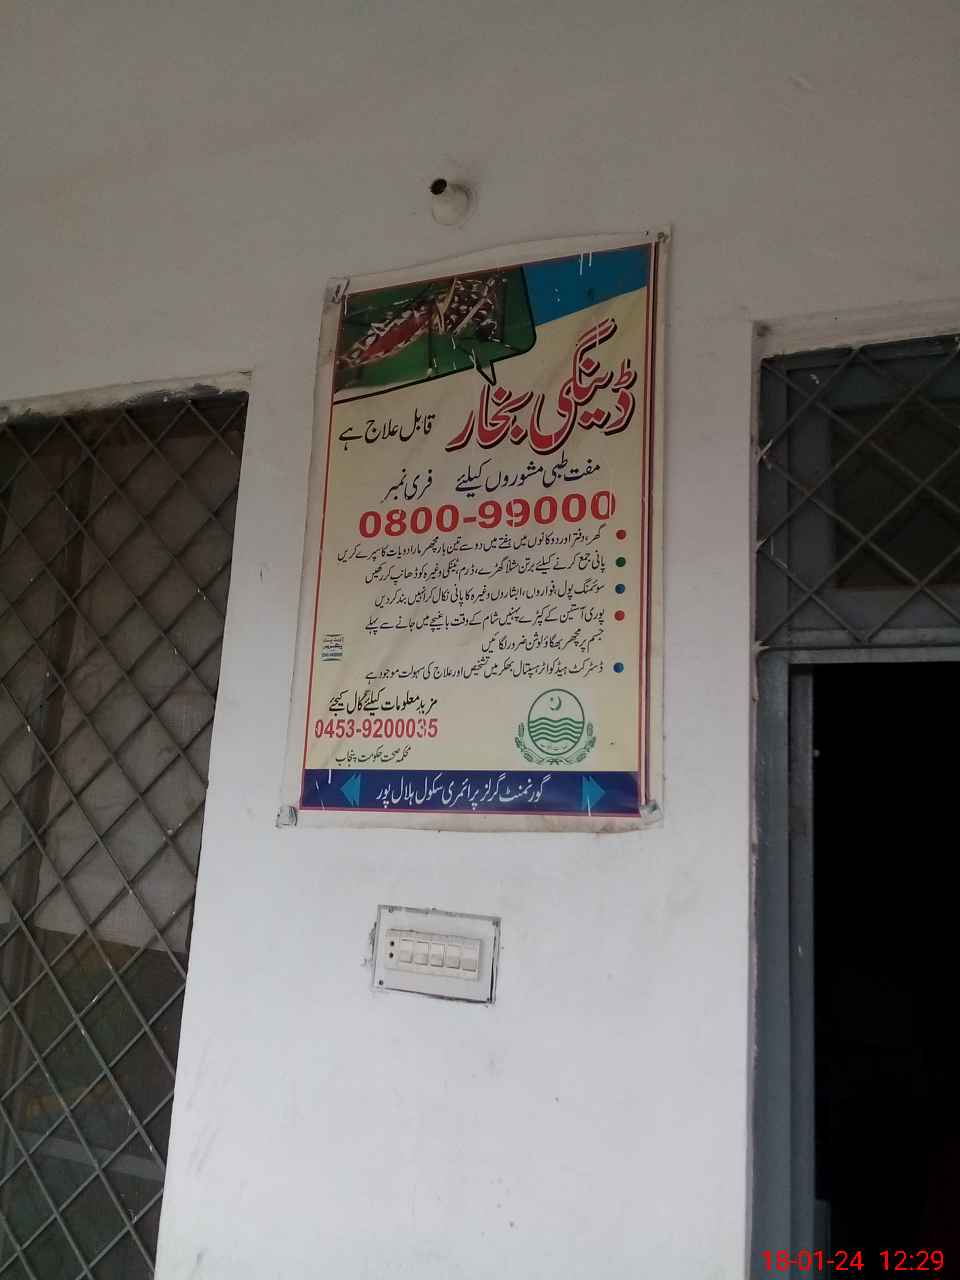 ڈینگی بخار
قابل علاج ہے
مفت طبی مشوروں کیلئے فری نمبر
0800-99000
گھر، دفتر اور دوکانوں میں ہفتے میں دو سے تین بار مچھر مار ادویات کا سپرے کریں
پانی جمع کرنے کیلئے برتن مثلاً گھڑے، ڈرم، ٹینکی وغیرہ کو ڈھانپ کر رکھیں
سوئمنگ پول، فواروں، ابشاروں وغیرہ کا پانی نکال کر انہیں بند کر دیں
پوری آستین کے کپڑے پہنیں شام کے وقت باغیچے میں جانے سے پہلے
جسم پر مچھر بھگاؤ لوشن ضرور لگائیں
ڈسٹرکٹ ہیڈ کواٹر ہسپتال بھکر میں تشخیص اور علاج کی سہولت موجود ہے
مزید معلومات کیلئے کال کیجئے
0453-9200035
محکمہ صحت حکومت پنجاب
گورنمنٹ گرلز پرائمری سکول ہلال پور
18-01-24 12:29